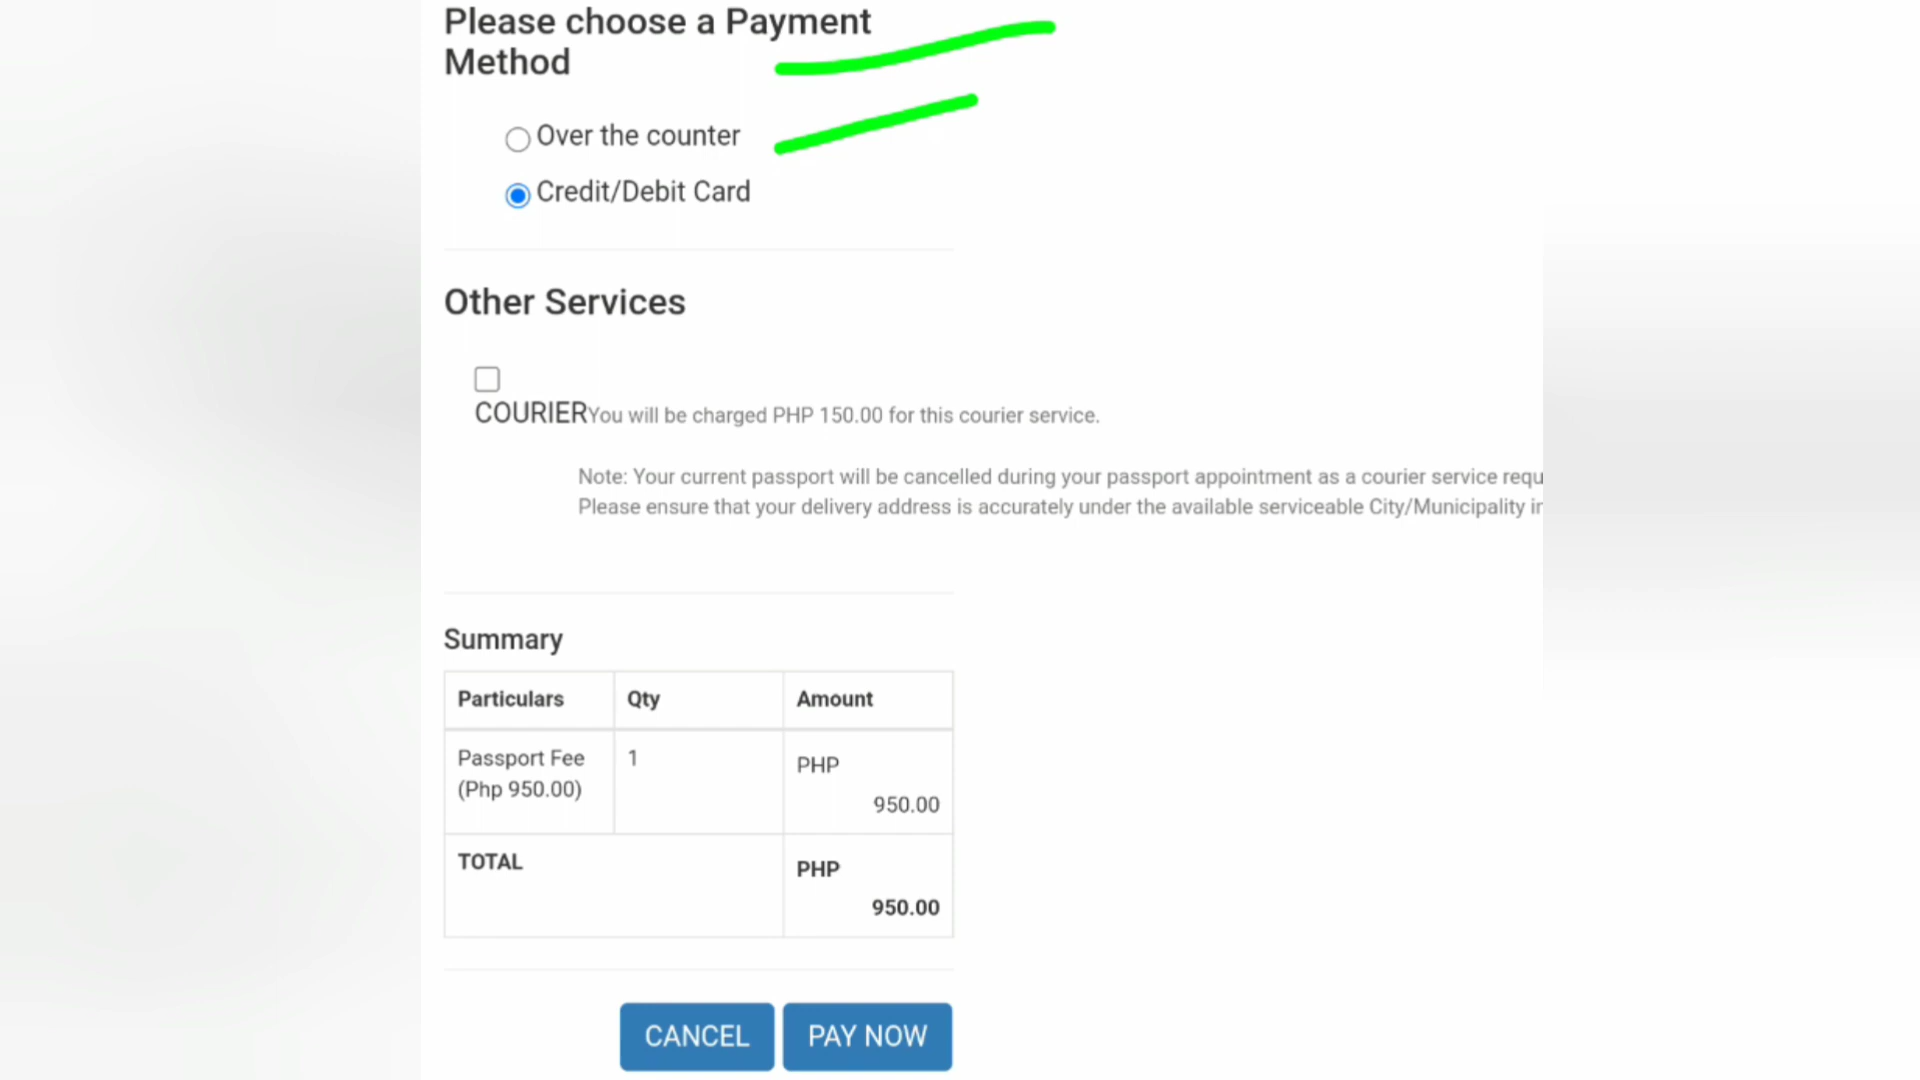 Please choose a Payment
Method
Over the counter
Credit/Debit Card
Other Services
COURIER You will be charged PHP 150.00 for this courier service.
Note: Your current passport will be cancelled during your passport appointment as a courier service requ
Please ensure that your delivery address is accurately under the available serviceable City/Municipality in
Summary
Particulars Qty Amount
Passport Fee 1 PHP
(Php 950.00) 950.00
TOTAL PHP
950.00
CANCEL PAY NOW